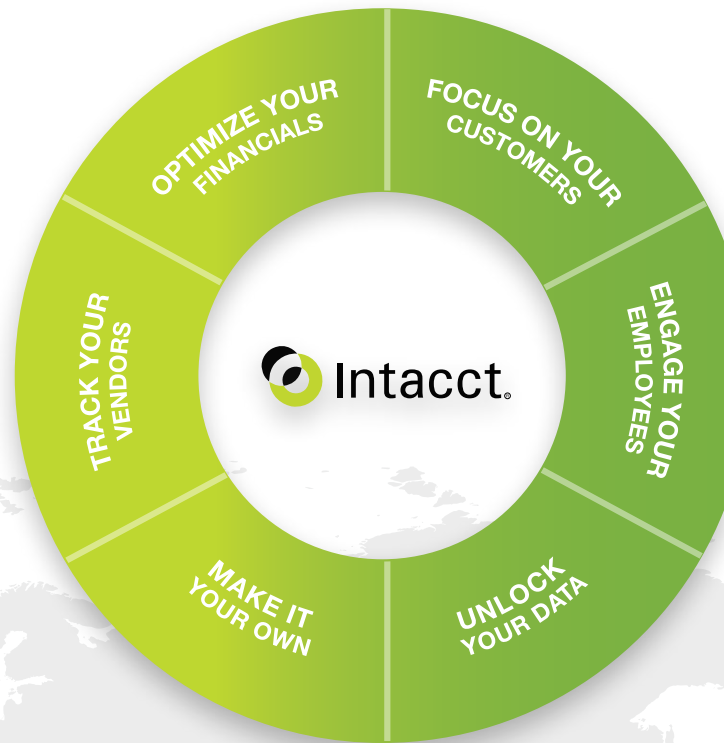 OPTIMIZE YOUR
FINANCIALS
FOCUS ON YOUR
CUSTOMERS
ENGAGE YOUR
EMPLOYEES
UNLOCK
YOUR DATA
MAKE IT
YOUR OWN
TRACK YOUR
VENDORS
Intacct®